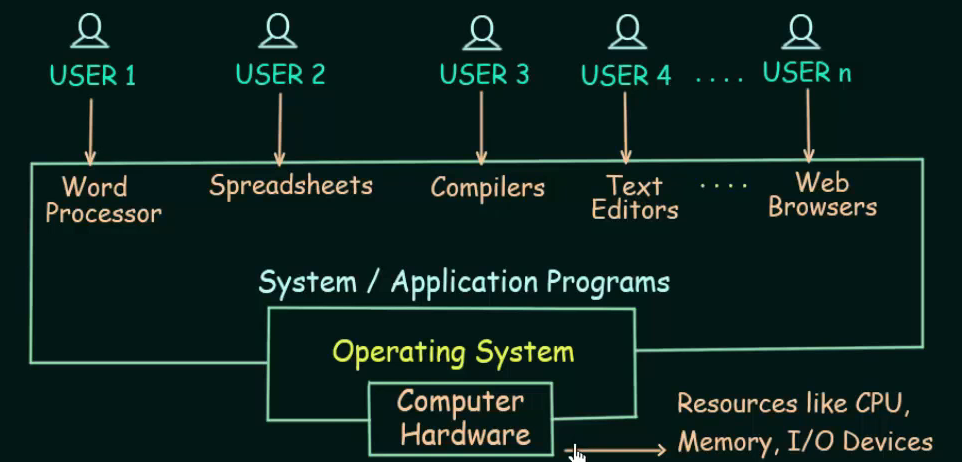 USER 1 USER 2 USER 3 USER 4 .... USER n
Word Spreadsheets Compilers Text .... Web
Processor Editors Browsers
System / Application Programs
Operating System
Computer
Hardware
Resources like CPU,
Memory, I/O Devices